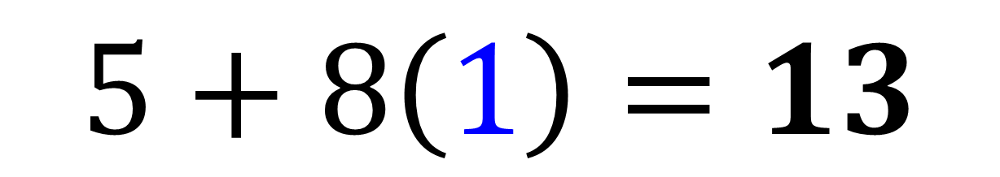 5 + 8(1) = 13